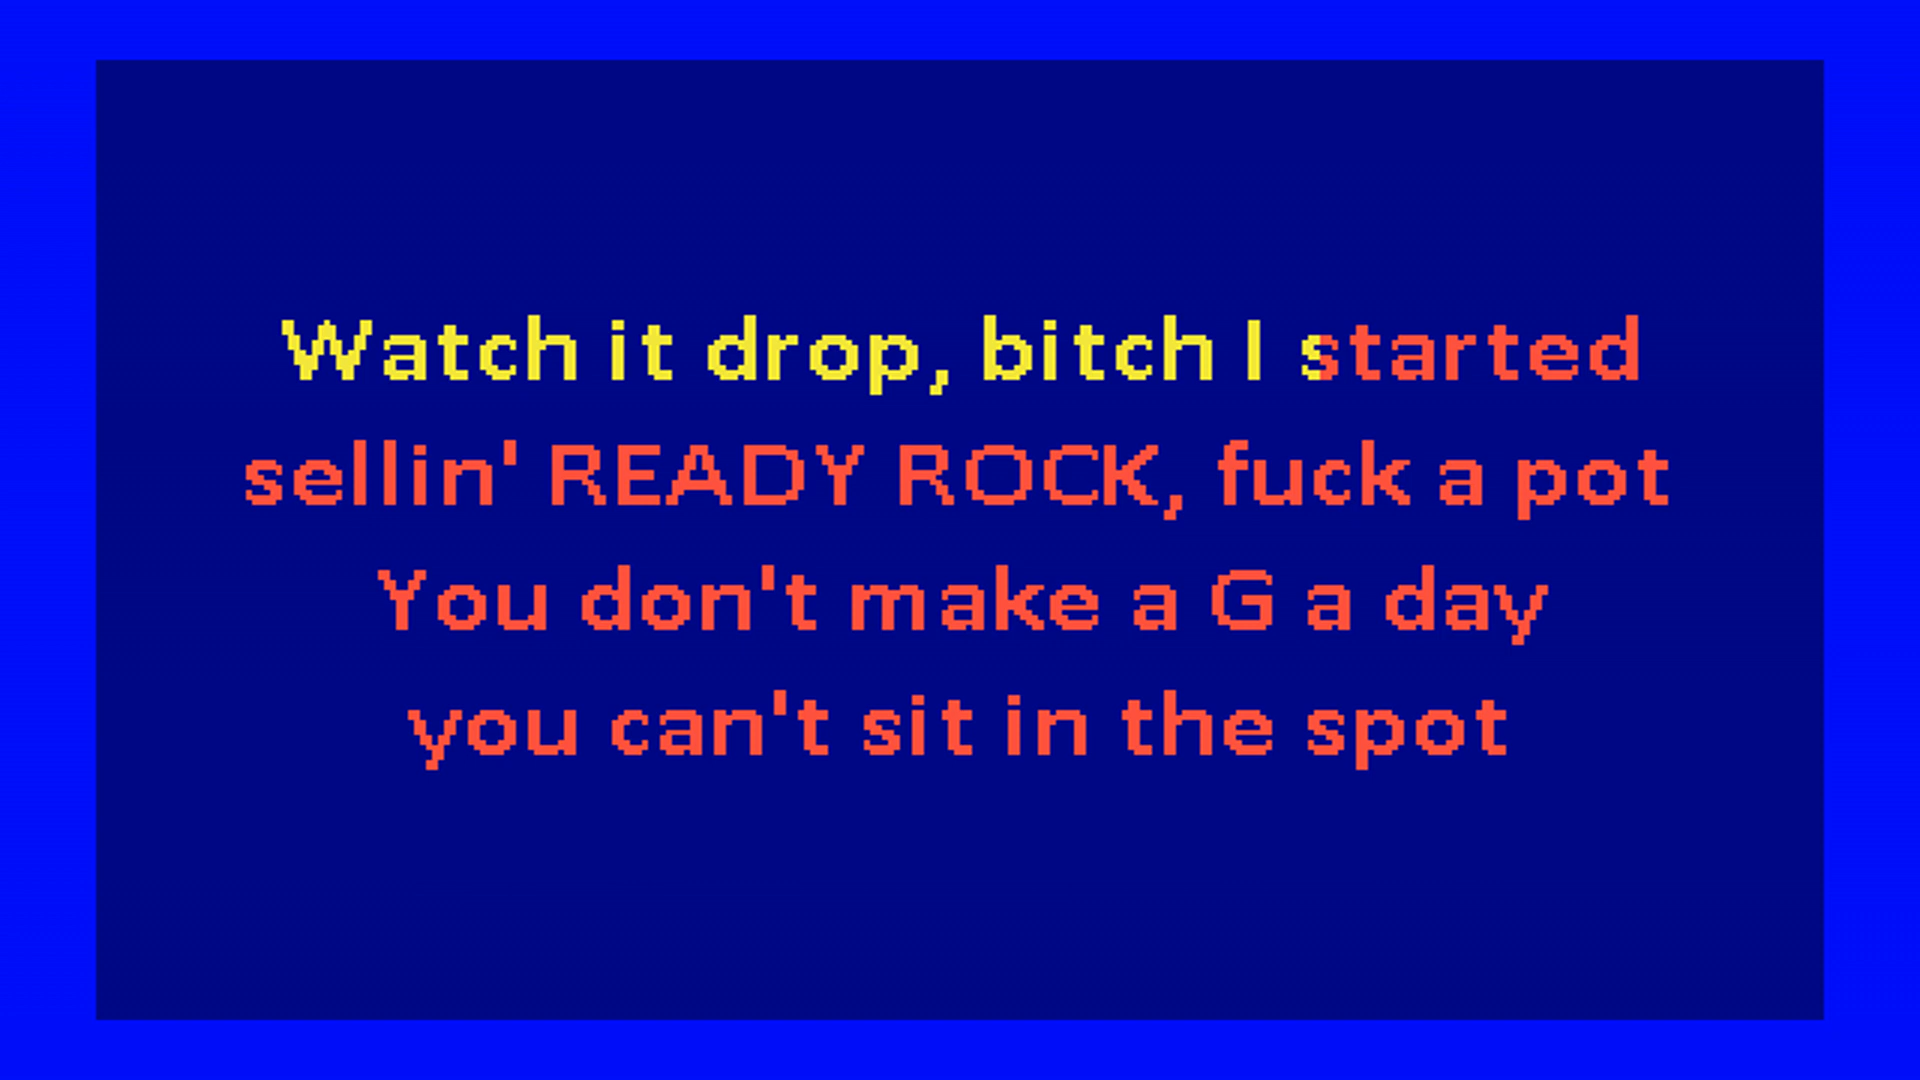 Watch it drop, bitch I started
sellin' READY ROCK, fuck a pot
You don't make a G a day
you can't sit in the spot